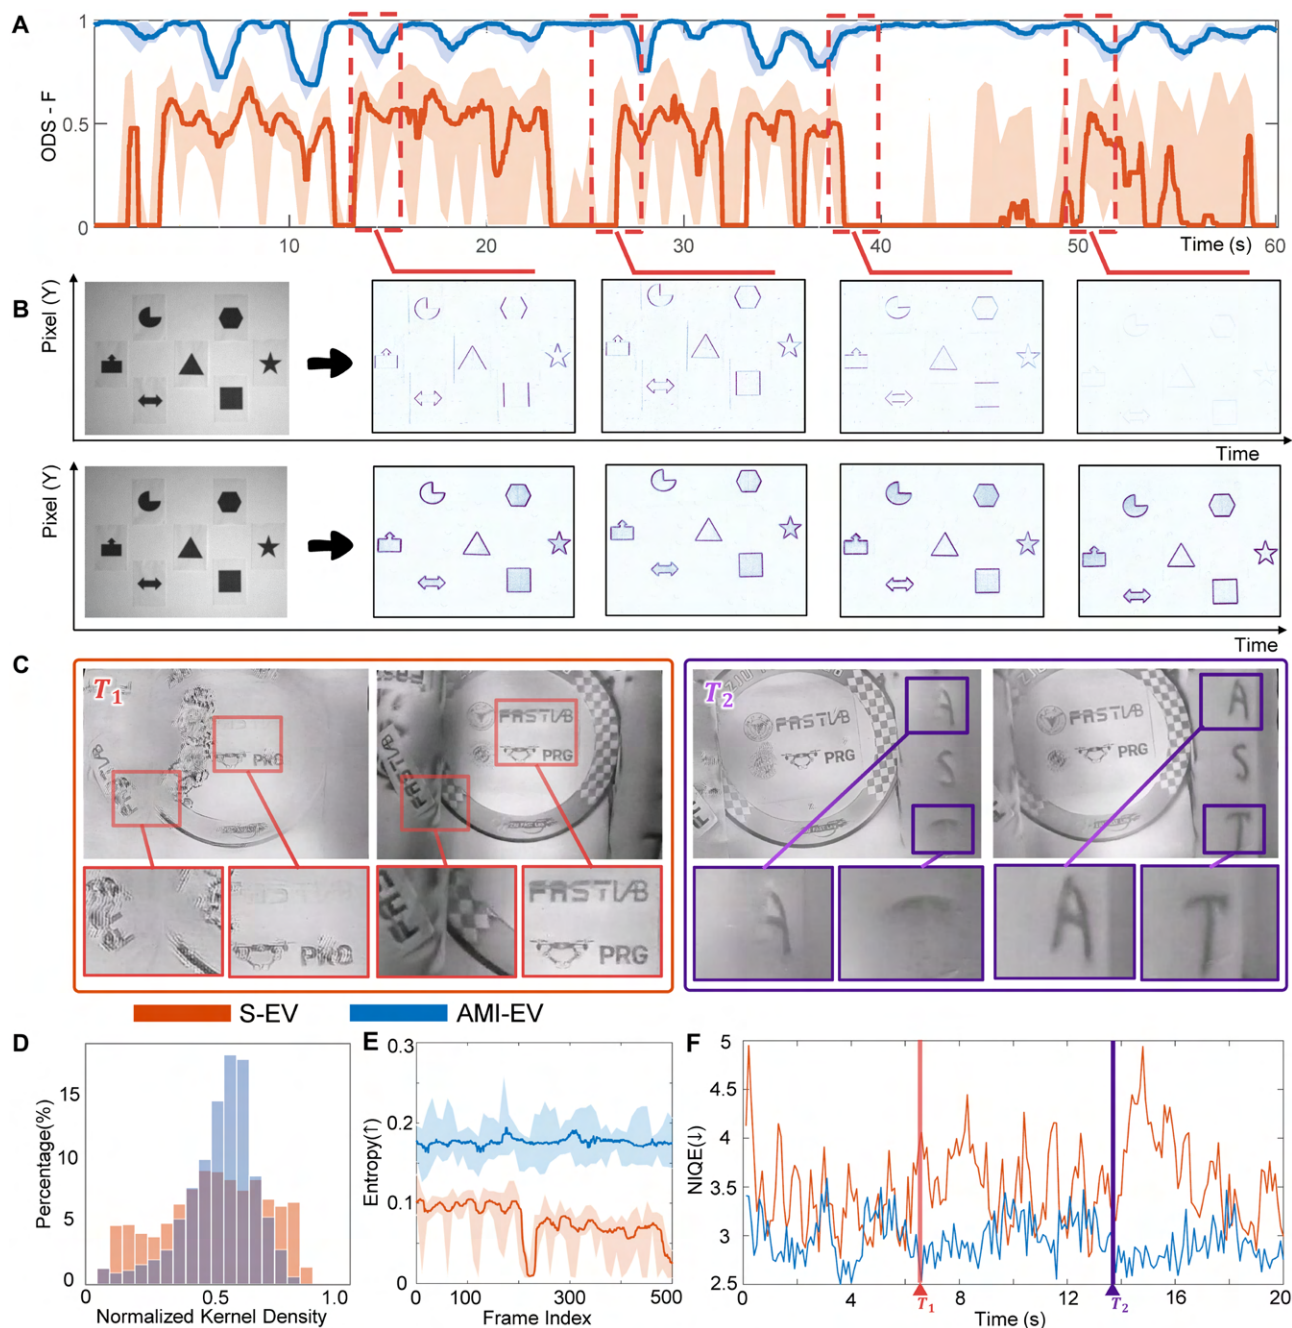 A
1
0.5
0
ODS - F
10
20
30
40
50
60
Time (s)
B
Pixel (Y)
Time
Pixel (Y)
Time
C
T1
FASTLAB
PRG
FASTLAB
PRG
PRG
FASTLAB
PRG
T2
FASTLAB
PRG
A
S
FASTLAB
PRG
A
S
T
A
A
T
S-EV
AMI-EV
D
15
10
5
0
Percentage(%)
0
0.5
1.0
Normalized Kernel Density
E
0.3
0.2
0.1
0
Entropy(↑)
0
100
300
500
Frame Index
F
5
4.5
4
3.5
3
2.5
NIQE(↓)
0
4
T1
8
12
T2
16
20
Time (s)